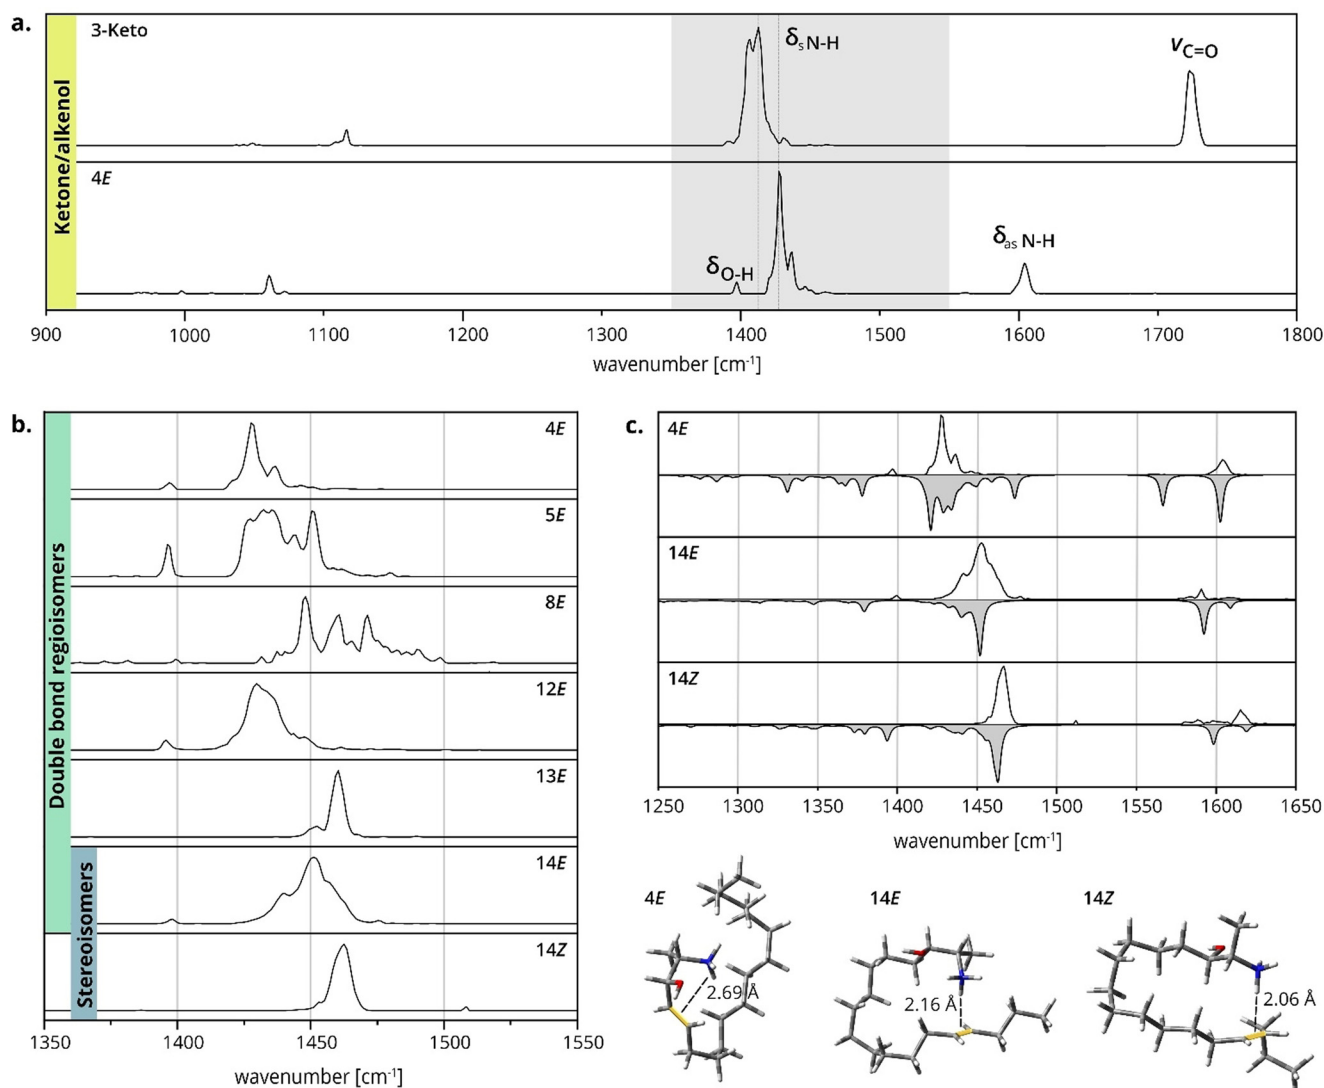 a.
Ketone/alkenol
3-Keto
δs N-H
νC=O
4E
δO-H
δas N-H
900 1000 1100 1200 1300 1400 1500 1600 1700 1800
wavenumber [cm-1]
b.
Double bond regioisomers
Stereoisomers
4E
5E
8E
12E
13E
14E
14Z
1350 1400 1450 1500 1550
wavenumber [cm-1]
c.
4E
14E
14Z
1250 1300 1350 1400 1450 1500 1550 1600 1650
wavenumber [cm-1]
4E 14E 14Z
2.69 Å
2.16 Å
2.06 Å